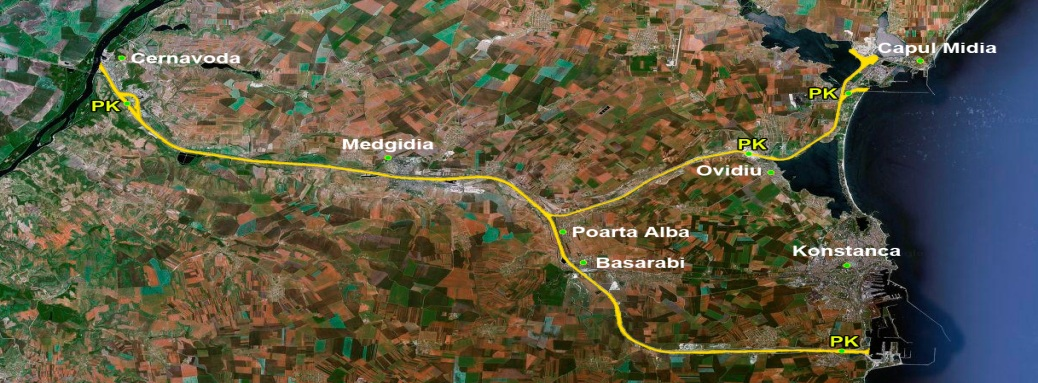 Capul Midia
Cernavoda
PK
PK
Medgidia
PK
Ovidiu
Poarta Alba
Konstanca
Basarabi
PK